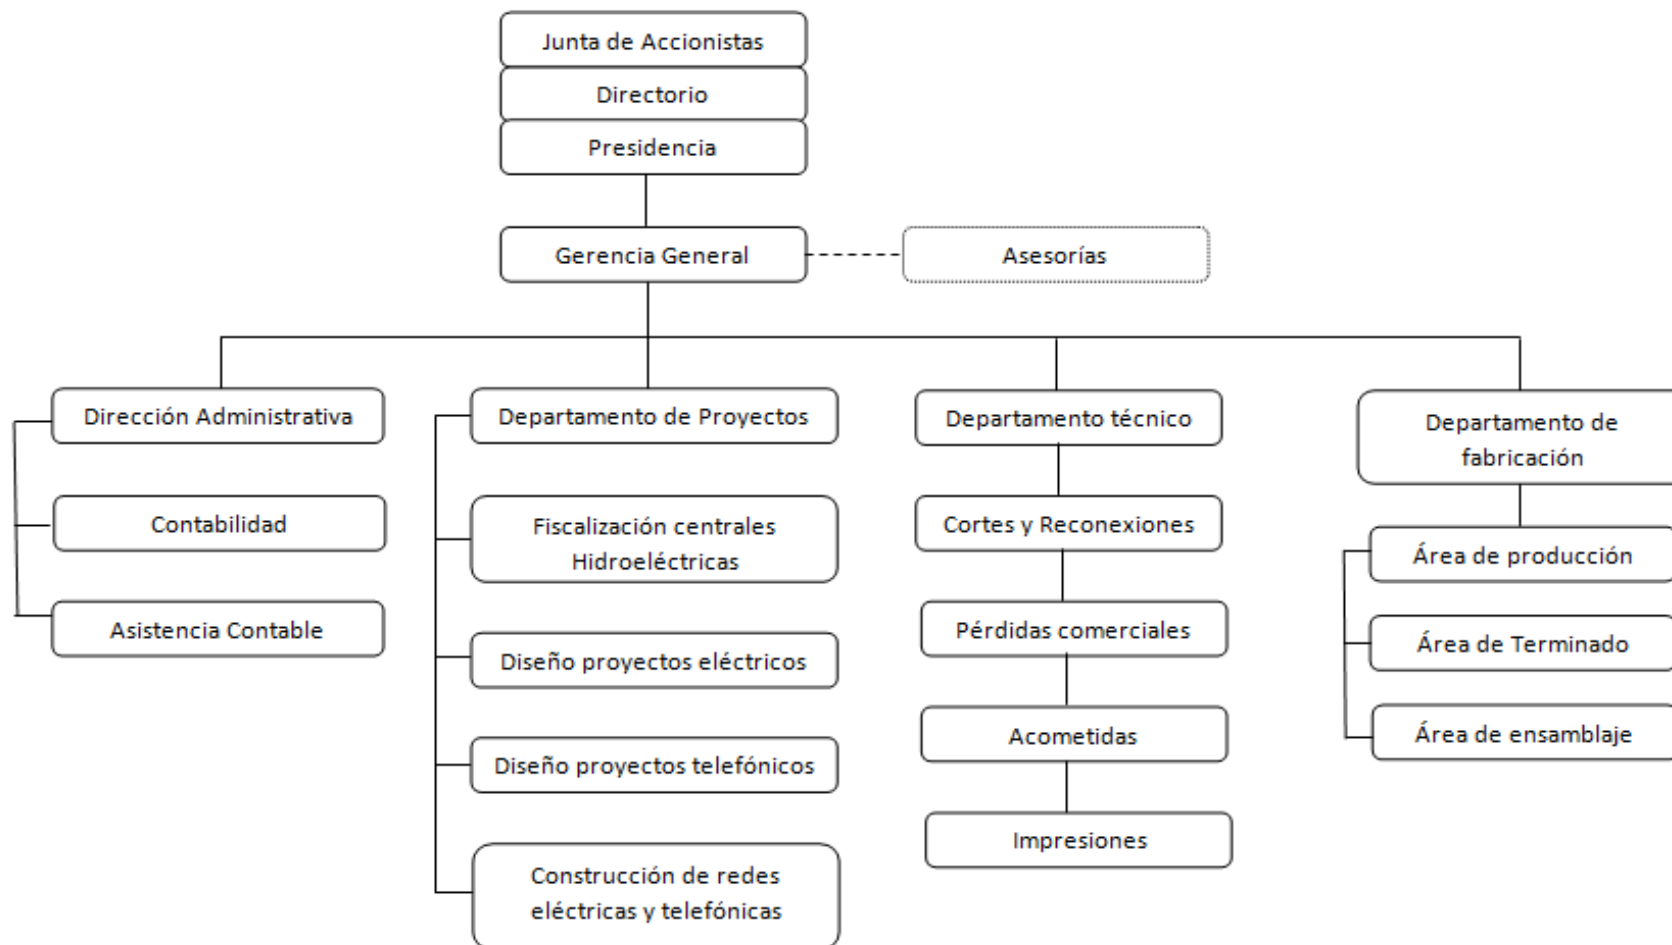 Junta de Accionistas
Directorio
Presidencia
Gerencia General
Asesorías
Dirección Administrativa
Contabilidad
Asistencia Contable
Departamento de Proyectos
Fiscalización centrales
Hidroeléctricas
Diseño proyectos eléctricos
Diseño proyectos telefónicos
Construcción de redes
eléctricas y telefónicas
Departamento técnico
Cortes y Reconexiones
Pérdidas comerciales
Acometidas
Impresiones
Departamento de
fabricación
Área de producción
Área de Terminado
Área de ensamblaje